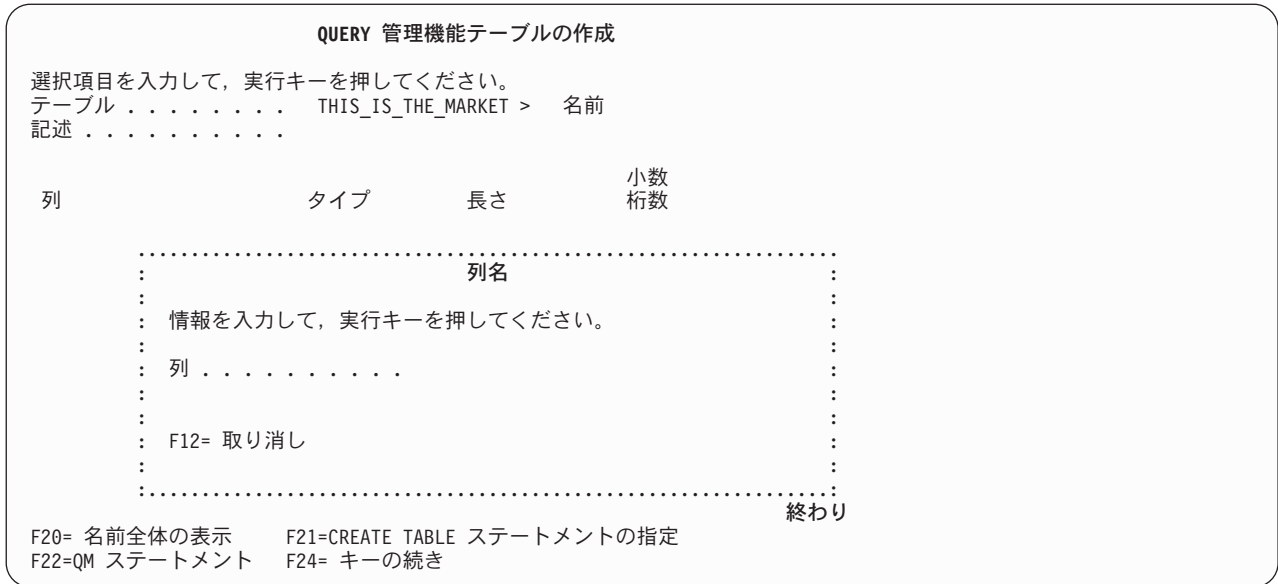 QUERY 管理機能テーブルの作成
選択項目を入力して，実行キーを押してください。
テーブル . . . . . . . . THIS_IS_THE_MARKET > 名前
記述 . . . . . . . . . .
小数
列 タイプ 長さ 桁数
.................................................................
: 列名 :
: :
: 情報を入力して，実行キーを押してください。 :
: :
: 列 . . . . . . . . . . :
: :
: :
: F12= 取り消し :
: :
:...............................................................:
終わり
F20= 名前全体の表示 F21=CREATE TABLE ステートメントの指定
F22=QM ステートメント F24= キーの続き